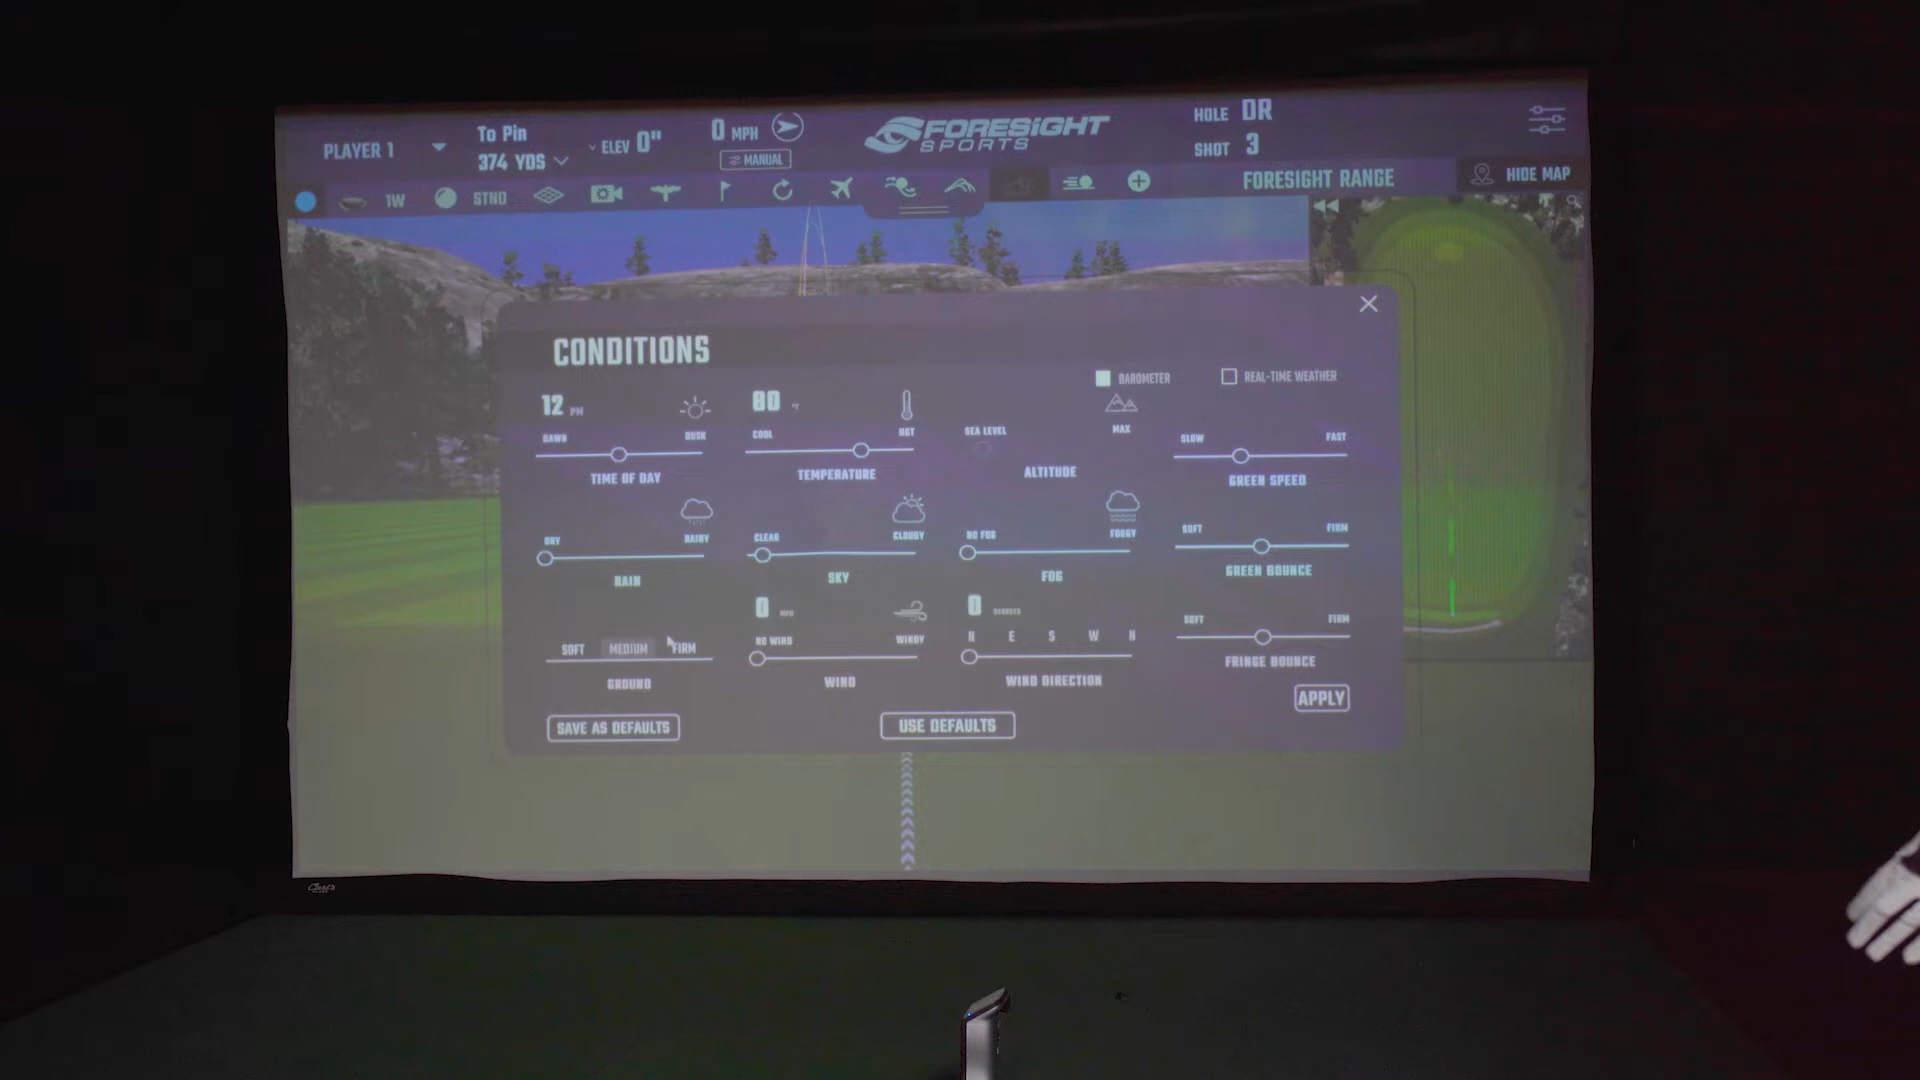 PLAYER 1
To Pin
374 YDS
ELEV 0"
0 MPH
MANUAL
FORESIGHT
SPORTS
HOLE DR
SHOT 3
1W
STND
FORESIGHT RANGE
HIDE MAP
CONDITIONS
BAROMETER
REAL-TIME WEATHER
12 PM
DAWN
DUSK
TIME OF DAY
80 °F
COOL
HOT
TEMPERATURE
SEA LEVEL
MAX
ALTITUDE
SLOW
FAST
GREEN SPEED
DRY
RAINY
RAIN
CLEAR
CLOUDY
SKY
NO FOG
FOGGY
FOG
SOFT
FIRM
GREEN BOUNCE
SOFT
MEDIUM
FIRM
GROUND
0 MPH
NO WIND
WINDY
WIND
0 DEGREES
N E S W N
WIND DIRECTION
SOFT
FIRM
FRINGE BOUNCE
APPLY
SAVE AS DEFAULTS
USE DEFAULTS